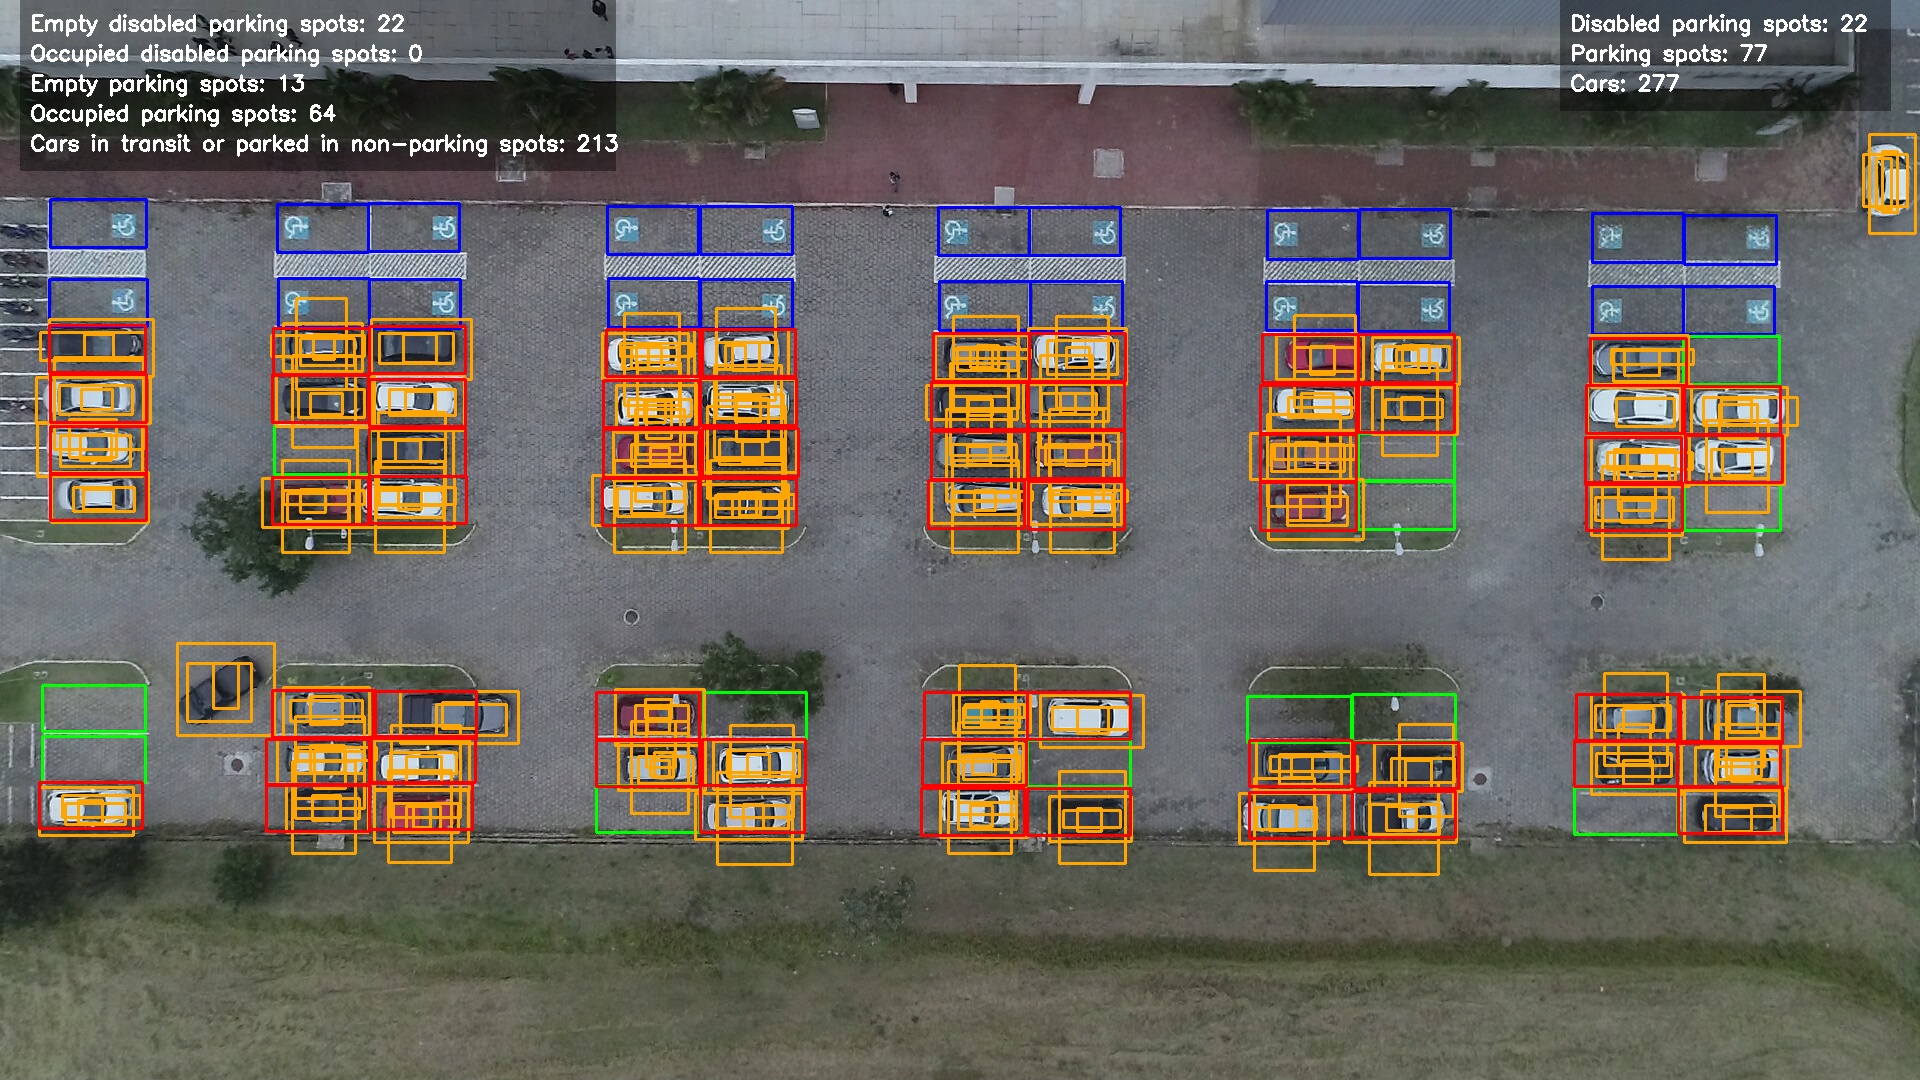 Empty disabled parking spots: 22
Occupied disabled parking spots: 0
Empty parking spots: 13
Occupied parking spots: 64
Cars in transit or parked in non-parking spots: 213
Disabled parking spots: 22
Parking spots: 77
Cars: 277